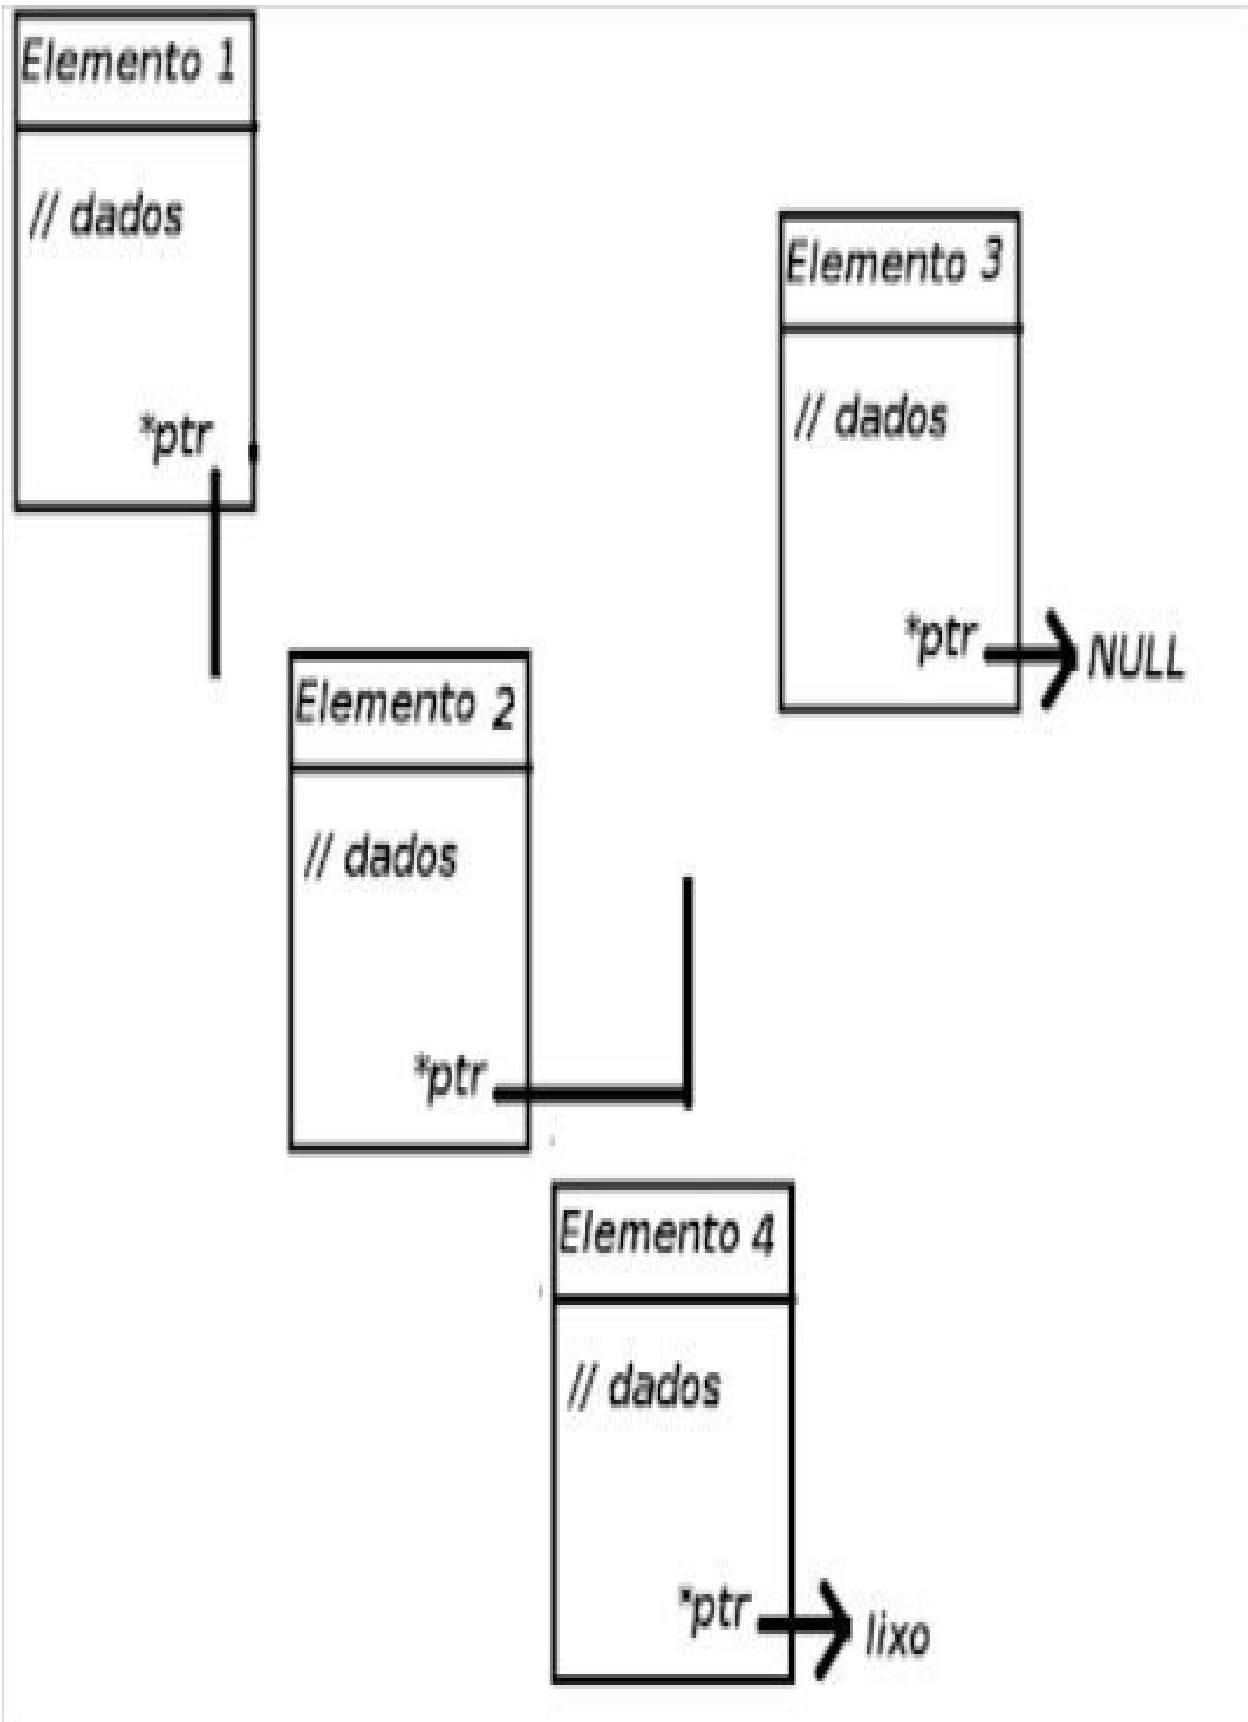 Elemento 1
// dados
*ptr
Elemento 3
// dados
*ptr
NULL
Elemento 2
// dados
*ptr
Elemento 4
// dados
*ptr
lixo